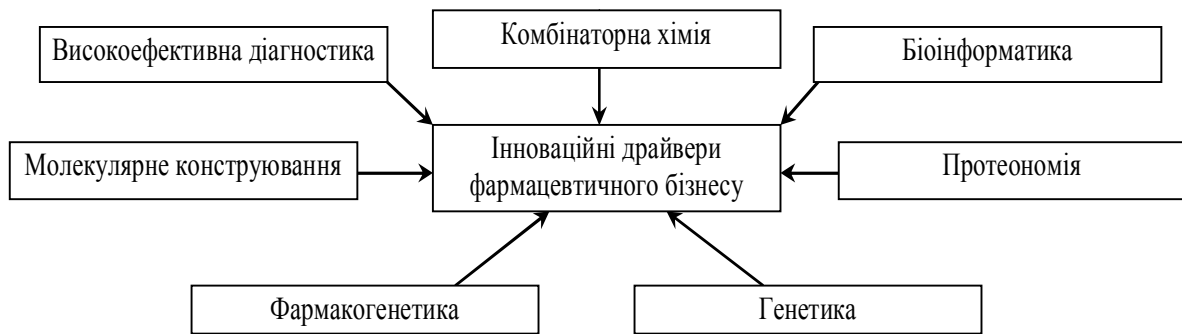 Комбінаторна хімія
Високоефективна діагностика
Біоінформатика
Інноваційні драйвери
фармацевтичного бізнесу
Молекулярне конструювання
Протеономія
Фармакогенетика
Генетика